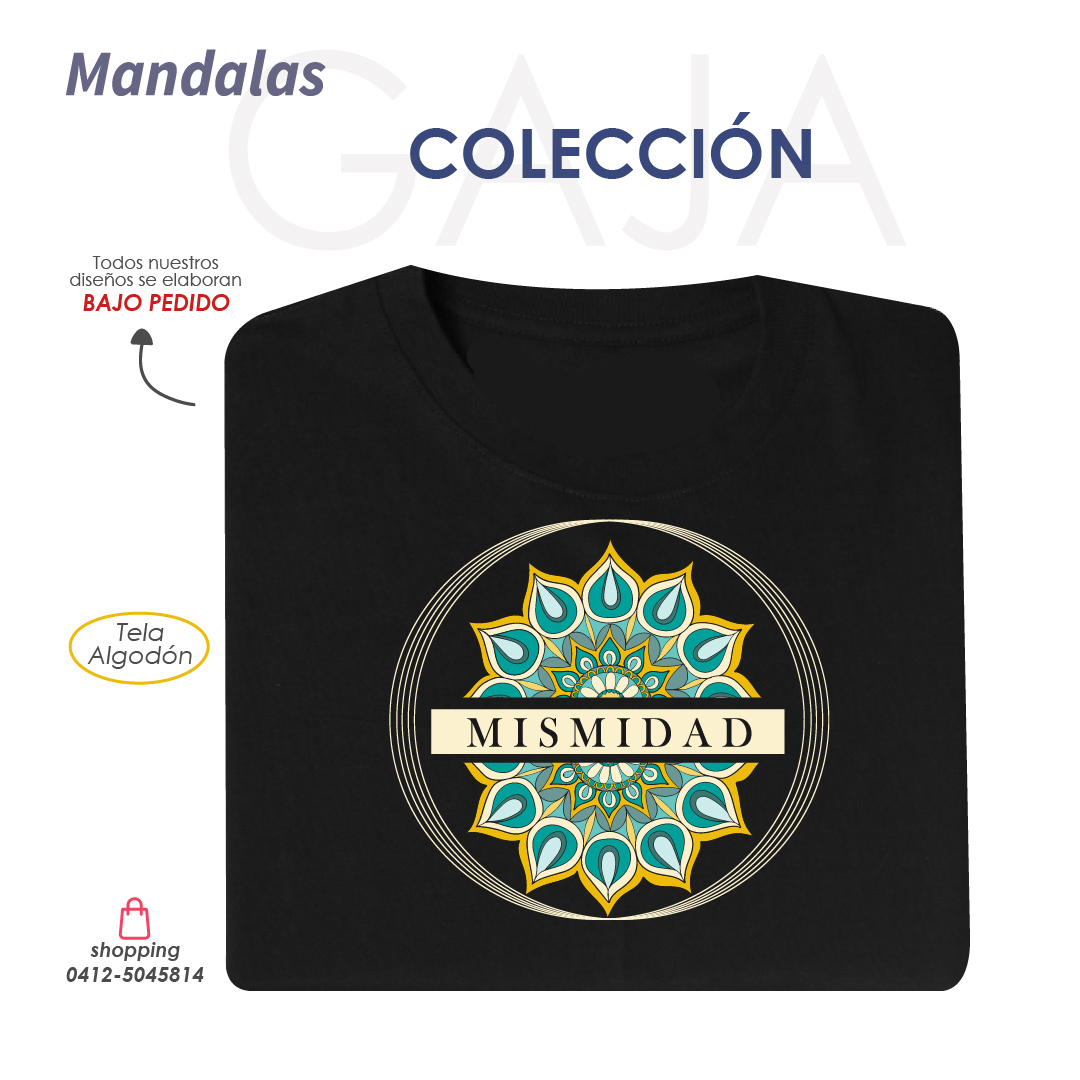 Mandalas
GAJA
COLECCIÓN
Todos nuestros
diseños se elaboran
BAJO PEDIDO
Tela
Algodón
MISMIDAD
shopping
0412-5045814